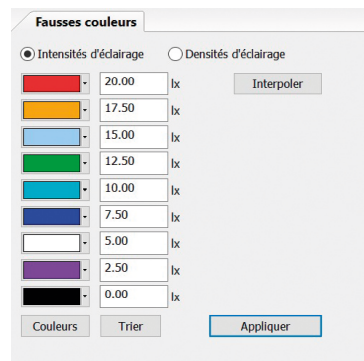 Fausses couleurs
Intensités d'éclairage Densités d'éclairage
20.00 lx Interpoler
17.50 lx
15.00 lx
12.50 lx
10.00 lx
7.50 lx
5.00 lx
2.50 lx
0.00 lx
Couleurs Trier Appliquer